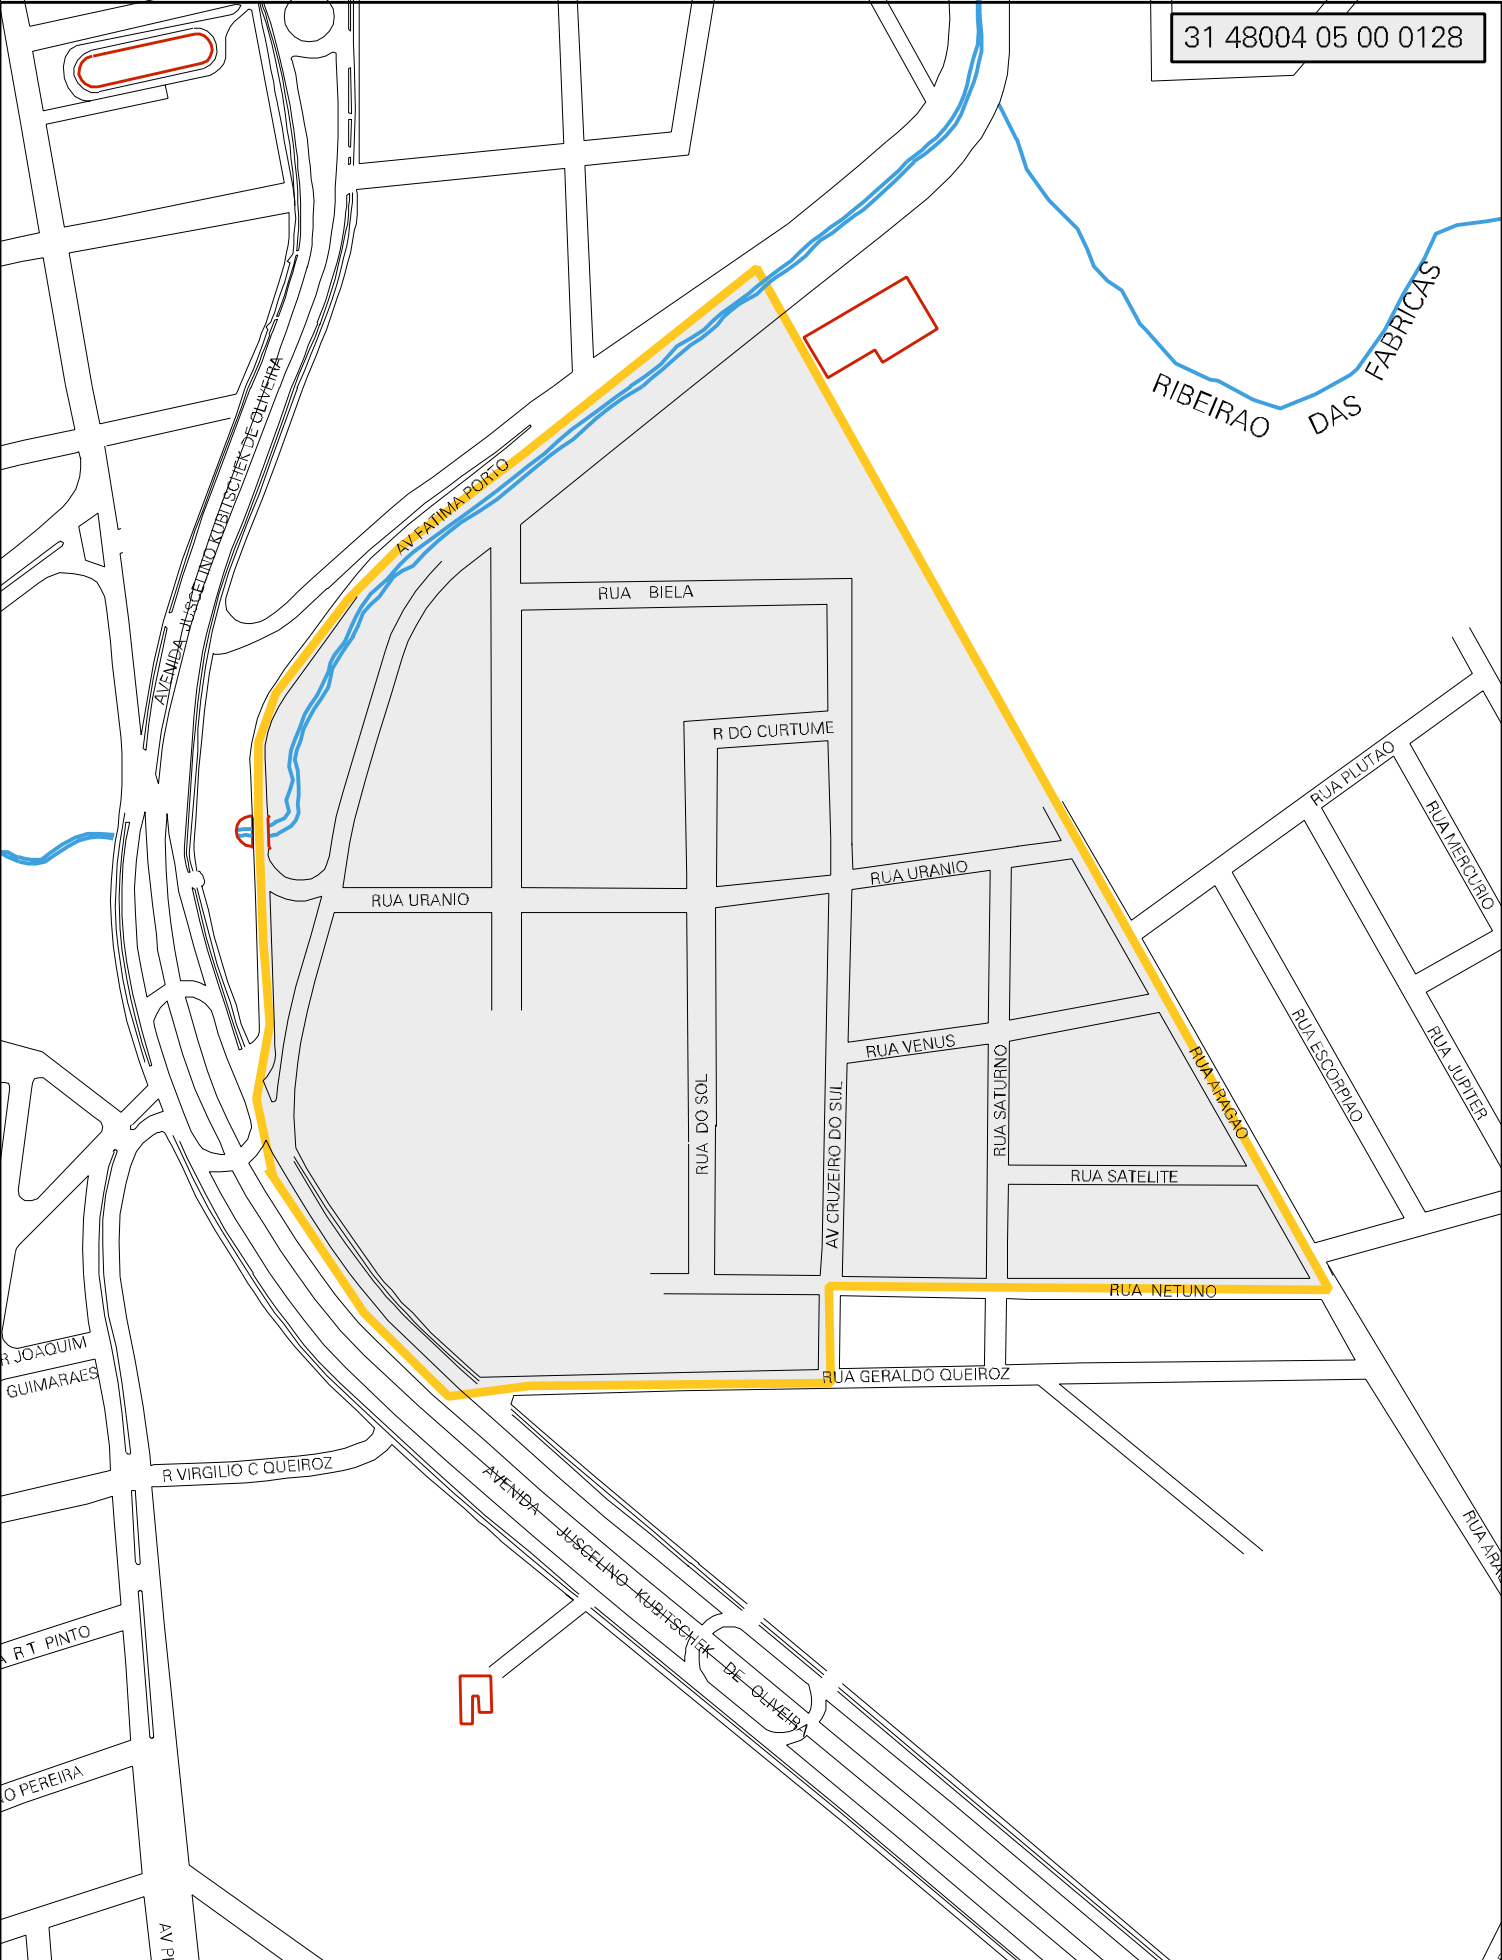 31 48004 05 00 0128
RIBEIRAO DAS FABRICAS
AVENIDA JUSCELINO KUBITSCHEK DE OLIVEIRA
AV FATIMA PORTO
RUA BIELA
R DO CURTUME
RUA PLUTAO
RUA MERCURIO
RUA URANIO
RUA URANIO
RUA ESCORPIAO
RUA JUPITER
RUA VENUS
RUA SATURNO
RUA ARAGAO
RUA DO SOL
AV CRUZEIRO DO SUL
RUA SATELITE
RUA NETUNO
R JOAQUIM
GUIMARAES
RUA GERALDO QUEIROZ
R VIRGILIO C QUEIROZ
AVENIDA JUSCELINO KUBITSCHEK DE OLIVEIRA
RUA ARAG
R T PINTO
O PEREIRA
AV P